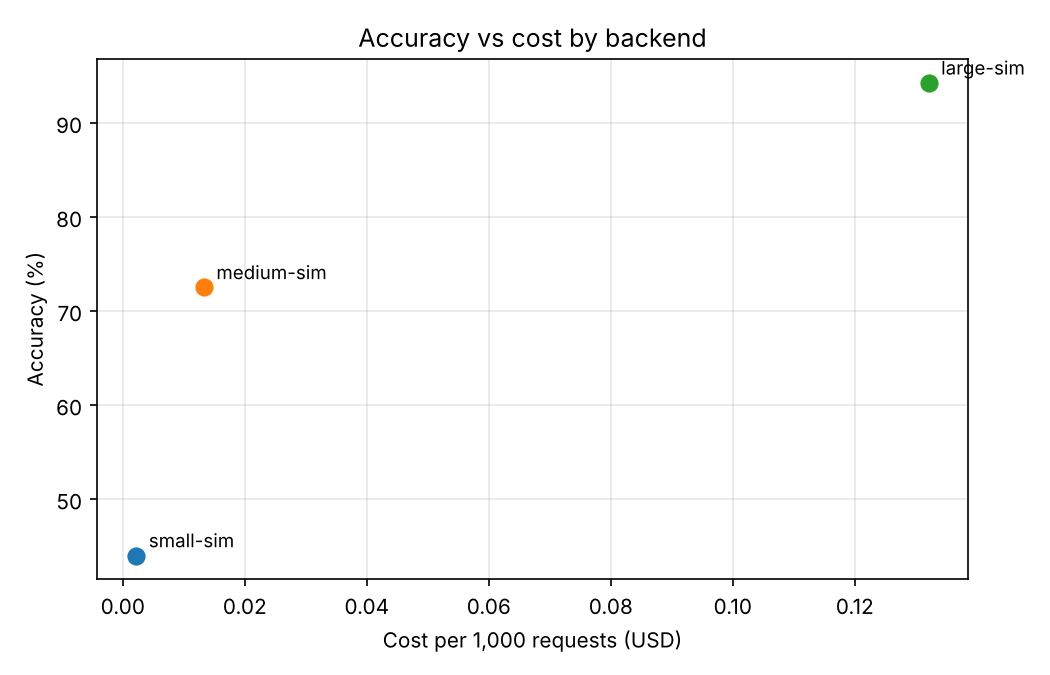 Accuracy vs cost by backend
large-sim
90
80
medium-sim
70
60
50
small-sim
Accuracy (%)
0.00 0.02 0.04 0.06 0.08 0.10 0.12
Cost per 1,000 requests (USD)